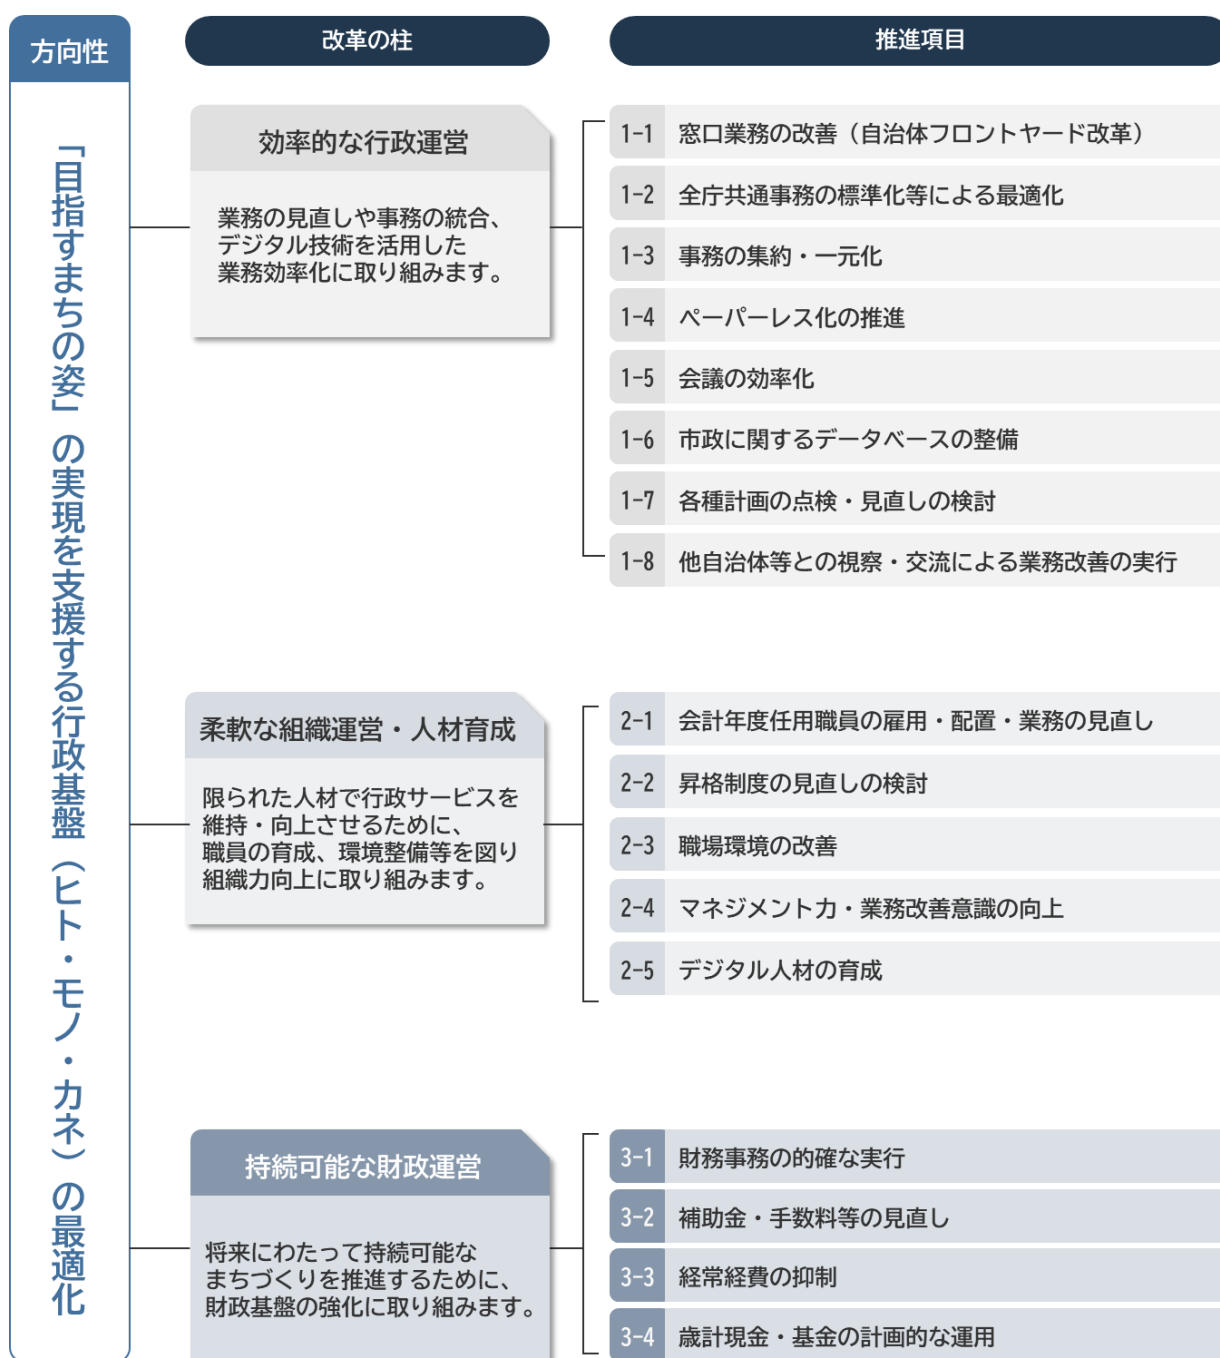 方向性
改革の柱
推進項目
「目指すまちの姿」の実現を支援する行政基盤（ヒト・モノ・カネ）の最適化
効率的な行政運営
業務の見直しや事務の統合、
デジタル技術を活用した
業務効率化に取り組みます。
1-1 窓口業務の改善（自治体フロントヤード改革）
1-2 全庁共通事務の標準化等による最適化
1-3 事務の集約・一元化
1-4 ペーパーレス化の推進
1-5 会議の効率化
1-6 市政に関するデータベースの整備
1-7 各種計画の点検・見直しの検討
1-8 他自治体等との視察・交流による業務改善の実行
柔軟な組織運営・人材育成
限られた人材で行政サービスを
維持・向上させるために、
職員の育成、環境整備等を図り
組織力向上に取り組みます。
2-1 会計年度任用職員の雇用・配置・業務の見直し
2-2 昇格制度の見直しの検討
2-3 職場環境の改善
2-4 マネジメント力・業務改善意識の向上
2-5 デジタル人材の育成
持続可能な財政運営
将来にわたって持続可能な
まちづくりを推進するために、
財政基盤の強化に取り組みます。
3-1 財務事務の的確な実行
3-2 補助金・手数料等の見直し
3-3 経常経費の抑制
3-4 歳計現金・基金の計画的な運用